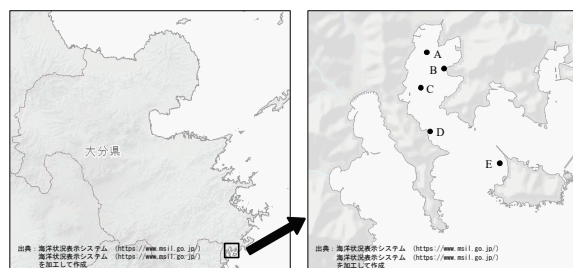 大分県
出典：海洋状況表示システム （https://www.msil.go.jp/）
海洋状況表示システム （https://www.msil.go.jp/）
を加工して作成
A
B
C
D
E
出典：海洋状況表示システム （https://www.msil.go.jp/）
海洋状況表示システム （https://www.msil.go.jp/）
を加工して作成